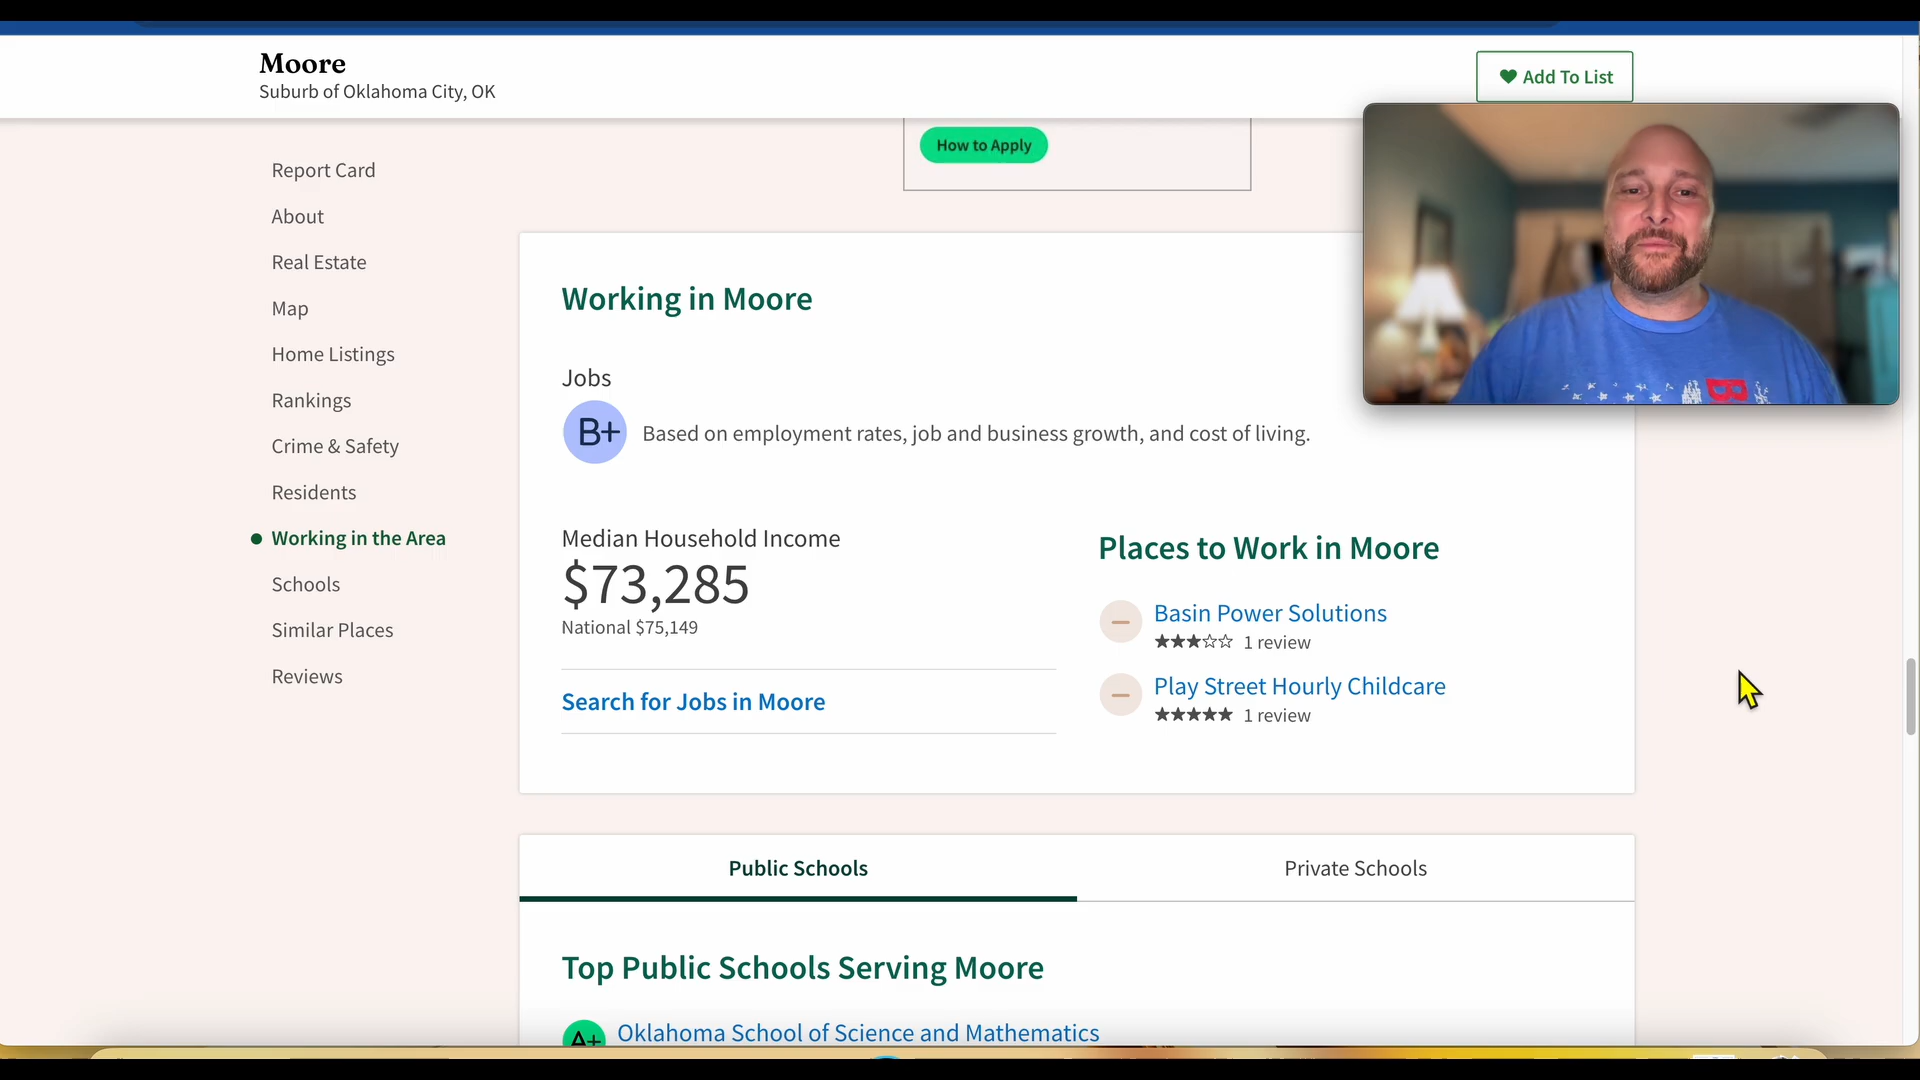 Moore
Suburb of Oklahoma City, OK
Add To List
How to Apply
Report Card
About
Real Estate
Map
Home Listings
Rankings
Crime & Safety
Residents
Working in the Area
Schools
Similar Places
Reviews
Working in Moore
Jobs
B+
Based on employment rates, job and business growth, and cost of living.
Median Household Income
$73,285
National $75,149
Search for Jobs in Moore
Places to Work in Moore
Basin Power Solutions
1 review
Play Street Hourly Childcare
1 review
Public Schools
Private Schools
Top Public Schools Serving Moore
A+
Oklahoma School of Science and Mathematics
B